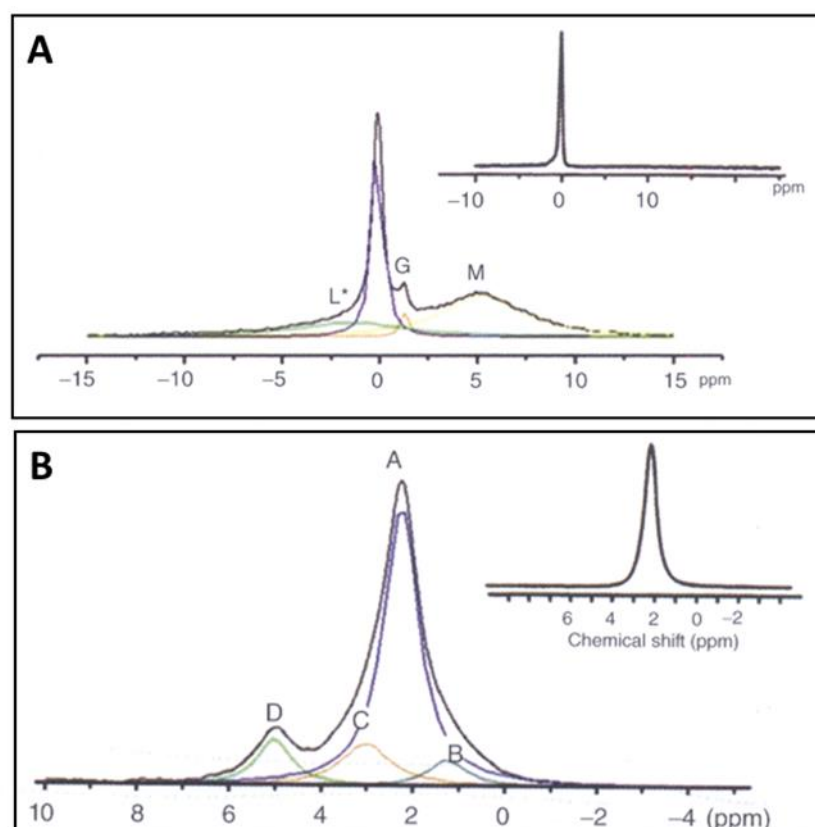 A
-10 0 10 ppm
L* G M
-15 -10 -5 0 5 10 15 ppm
B
A
6 4 2 0 -2
Chemical shift (ppm)
D C B
10 8 6 4 2 0 -2 -4 (ppm)